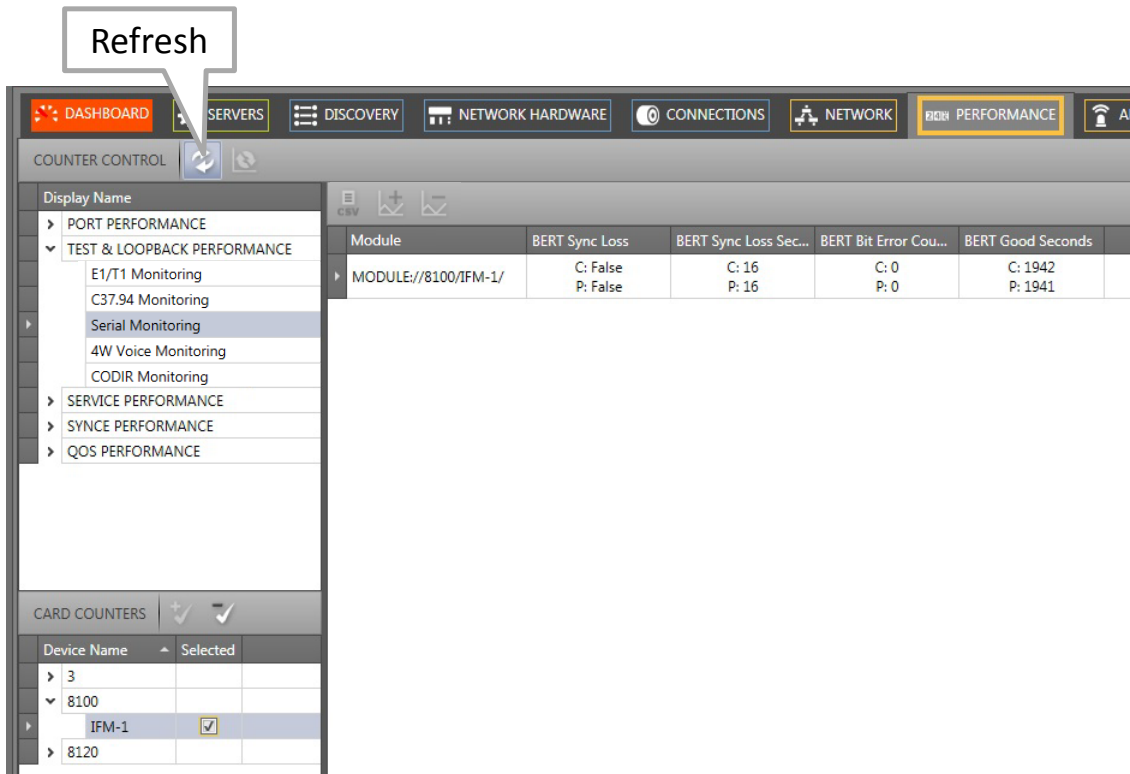 Refresh
DASHBOARD SERVERS DISCOVERY NETWORK HARDWARE CONNECTIONS NETWORK PERFORMANCE
COUNTER CONTROL
Display Name
PORT PERFORMANCE
TEST & LOOPBACK PERFORMANCE
E1/T1 Monitoring
C37.94 Monitoring
Serial Monitoring
4W Voice Monitoring
CODIR Monitoring
SERVICE PERFORMANCE
SYNCE PERFORMANCE
QOS PERFORMANCE
CSV
Module BERT Sync Loss BERT Sync Loss Sec... BERT Bit Error Cou... BERT Good Seconds
MODULE://8100/IFM-1/
C: False C: 16 C: 0 C: 1942
P: False P: 16 P: 0 P: 1941
CARD COUNTERS
Device Name Selected
3
8100
IFM-1
8120